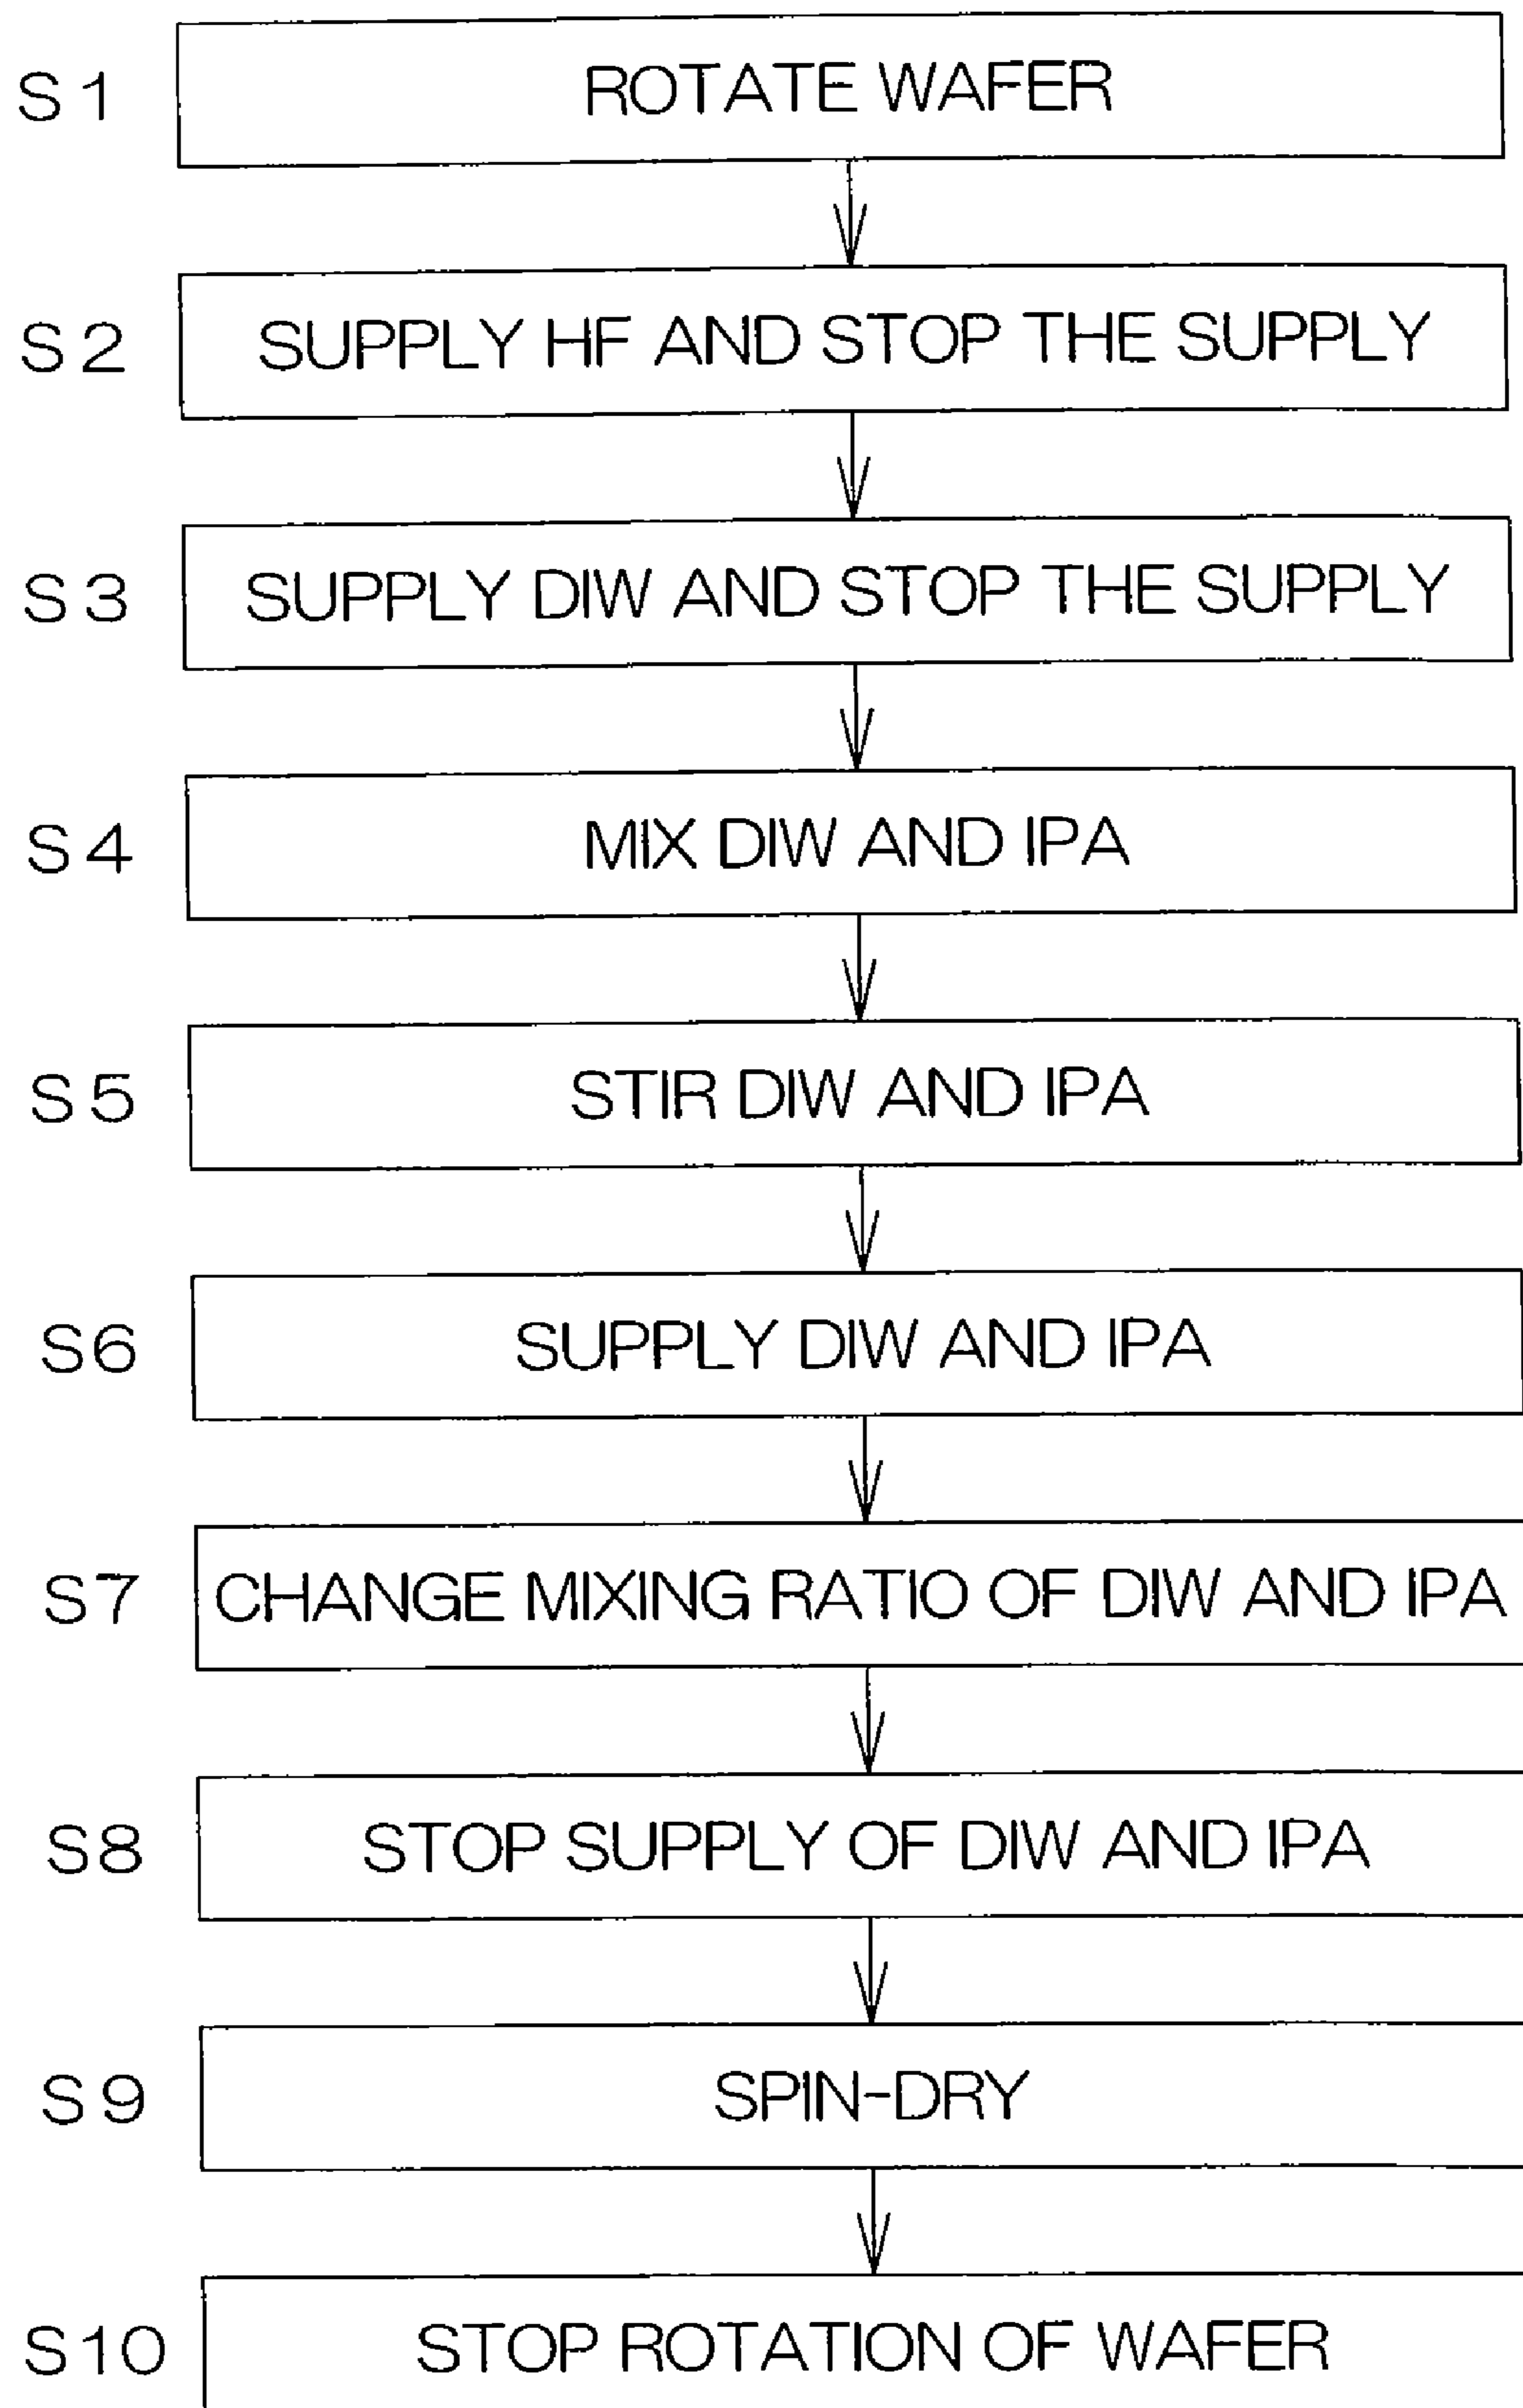 S1 ROTATE WAFER
S2 SUPPLY HF AND STOP THE SUPPLY
S3 SUPPLY DIW AND STOP THE SUPPLY
S4 MIX DIW AND IPA
S5 STIR DIW AND IPA
S6 SUPPLY DIW AND IPA
S7 CHANGE MIXING RATIO OF DIW AND IPA
S8 STOP SUPPLY OF DIW AND IPA
S9 SPIN-DRY
S10 STOP ROTATION OF WAFER